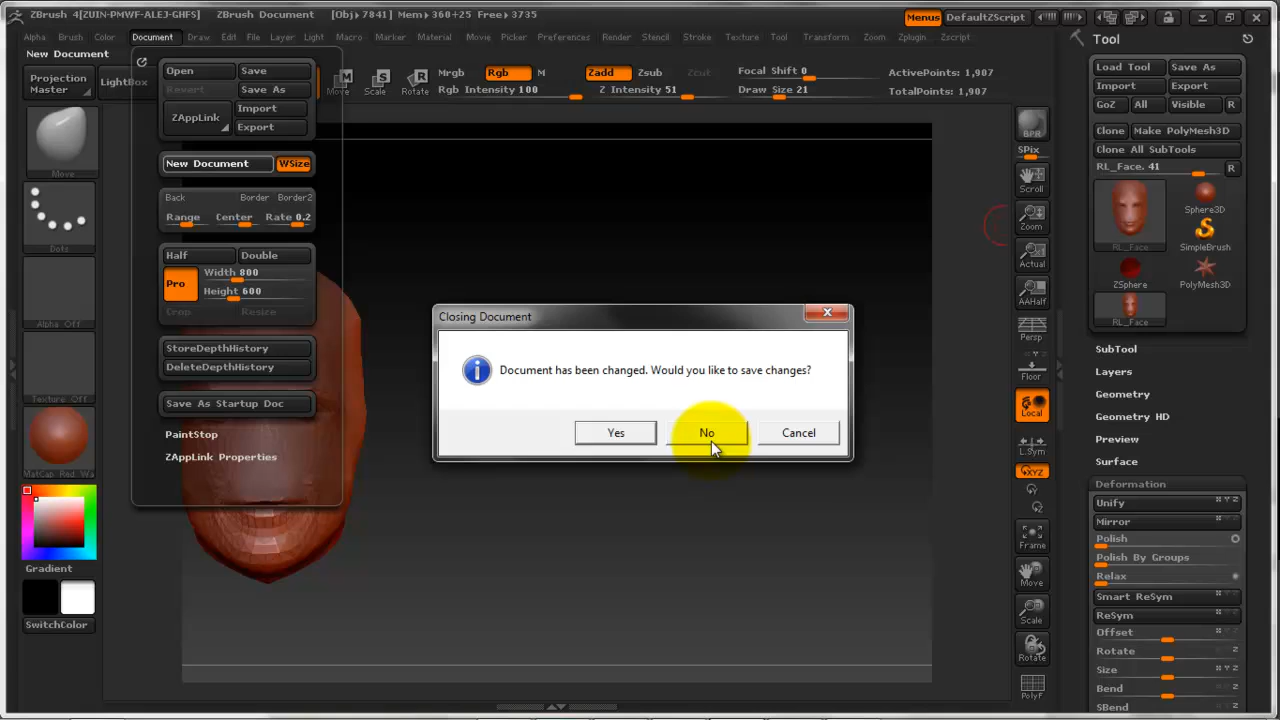 ZBrush 4[ZUIN-PMWF-ALEJ-GHFS] ZBrush Document [Obj▸7841] Mem▸360+25 Free▸3735 Menus DefaultZScript
Alpha Brush Color Document Draw Edit File Layer Light Macro Marker Material Movie Picker Preferences Render Stencil Stroke Texture Tool Transform Zoom Zplugin Zscript
New Document
Projection Master
LightBox
Move
Scale
Rotate
Mrgb Rgb M
Rgb Intensity 100
Zadd Zsub Zcut
Z Intensity 51
Focal Shift 0
Draw Size 21
ActivePoints: 1,907
TotalPoints: 1,907
Move
Dots
Alpha Off
Texture Off
MatCap Red Wa
Gradient
SwitchColor
Open Save
Revert Save As
ZAppLink Import
Export
New Document WSize
Back Border Border2
Range Center Rate 0.2
Half Double
Pro Width 800
Height 600
Crop Resize
StoreDepthHistory
DeleteDepthHistory
Save As Startup Doc
PaintStop
ZAppLink Properties
Closing Document
Document has been changed. Would you like to save changes?
Yes No Cancel
BPR
SPix
Scroll
Zoom
Actual
AAHalf
Persp
Floor
Local
L.Sym
XYZ
Frame
Move
Scale
Rotate
PolyF
Tool
Load Tool Save As
Import Export
GoZ All Visible R
Clone Make PolyMesh3D
Clone All SubTools
RL_Face. 41 R
RL_Face
Sphere3D
SimpleBrush
ZSphere
PolyMesh3D
RL_Face
SubTool
Layers
Geometry
Geometry HD
Preview
Surface
Deformation
Unify X Y Z
Mirror X Y Z
Polish
Polish By Groups
Relax
Smart ReSym
ReSym
Offset X Y Z
Rotate Z
Size X Y Z
Bend Z
SBend